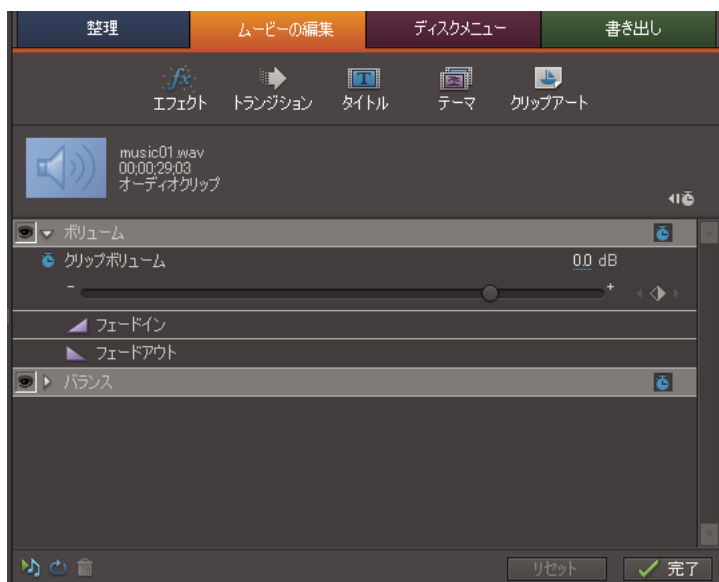 整理 ムービーの編集 ディスクメニュー 書き出し
fx T
エフェクト トランジション タイトル テーマ クリップアート
music01.wav
00;00;29;03
オーディオクリップ
ボリューム
クリップボリューム 0.0 dB
- +
フェードイン
フェードアウト
バランス
リセット 完了